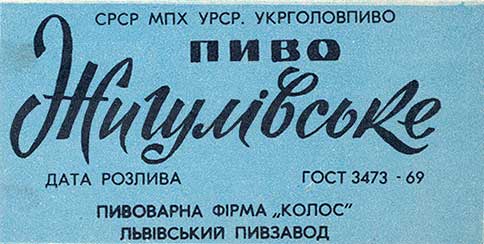 СРСР МПХ УРСР. УКРГОЛОВПИВО
ПИВО
Жигулівське
ДАТА РОЗЛИВА ГОСТ 3473 - 69
ПИВОВАРНА ФІРМА „КОЛОС"
ЛЬВІВСЬКИЙ ПИВЗАВОД